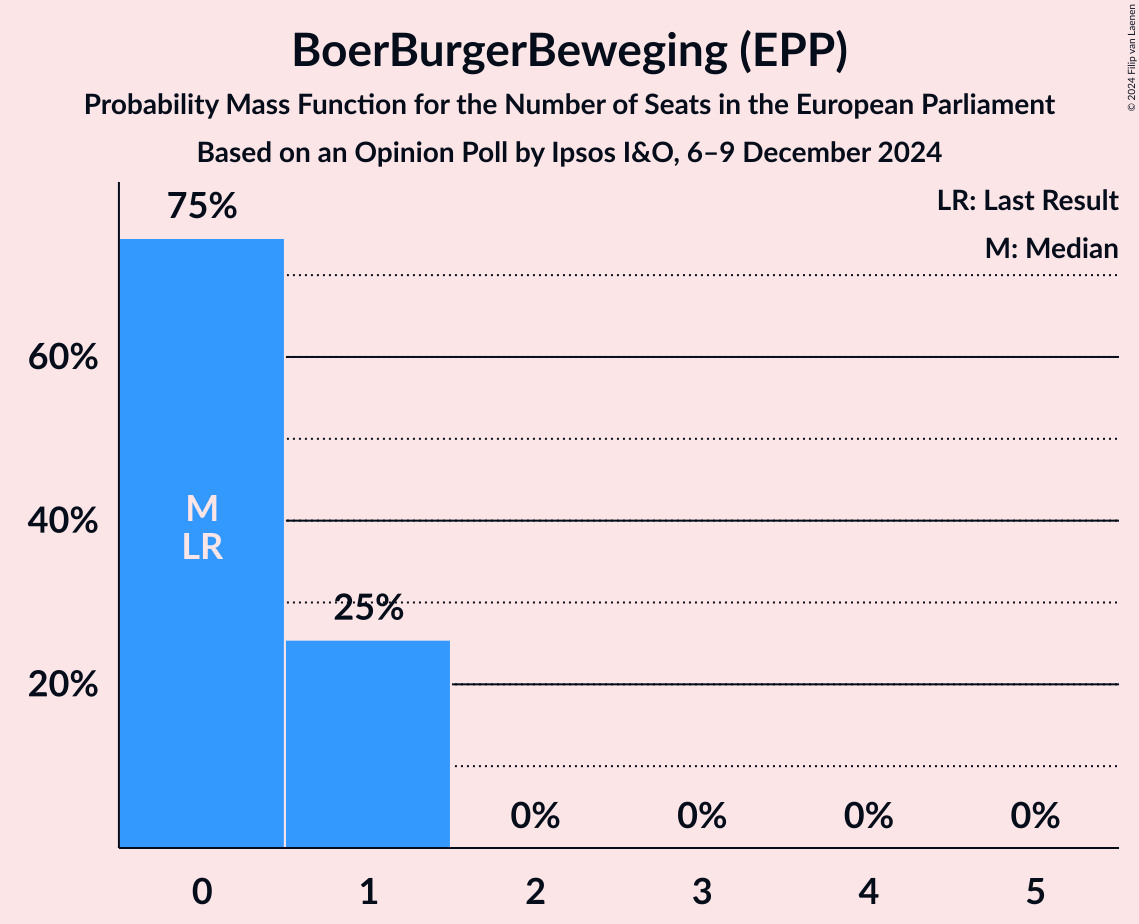 BoerBurgerBeweging (EPP)
Probability Mass Function for the Number of Seats in the European Parliament
Based on an Opinion Poll by Ipsos I&O, 6–9 December 2024
© 2024 Filip van Laenen
LR: Last Result
M: Median
75%
60%
40%
20%
M
LR
25%
0%
0%
0%
0%
0
1
2
3
4
5